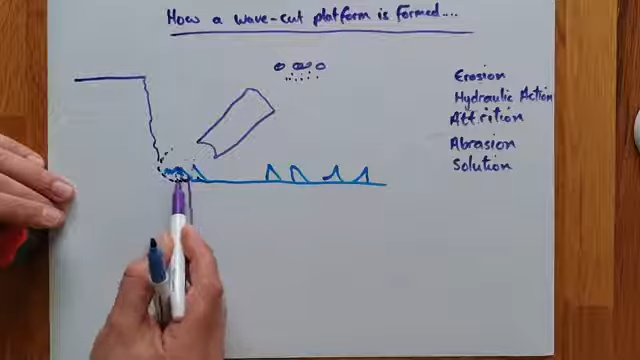 How a wave-cut platform is formed....
Erosion
Hydraulic Action
Attrition
Abrasion
Solution